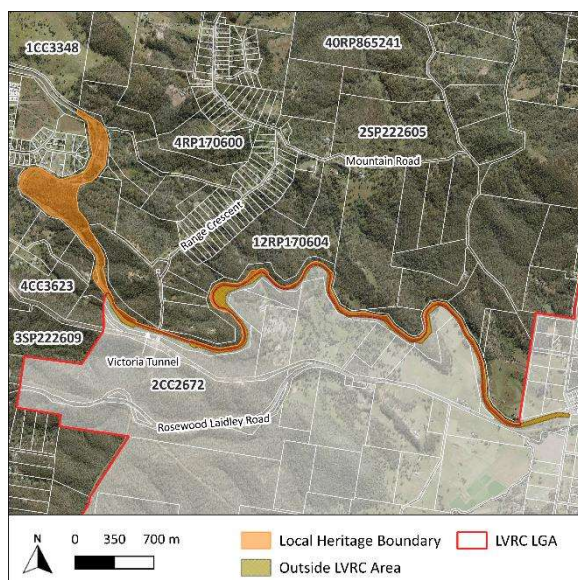 1CC3348
40RP865241
4RP170600
2SP222605
Mountain Road
Range Crescent
12RP170604
4CC3623
3SP222609
Victoria Tunnel
2CC2672
Rosewood Laidley Road
N
0 350 700 m
Local Heritage Boundary
LVRC LGA
Outside LVRC Area